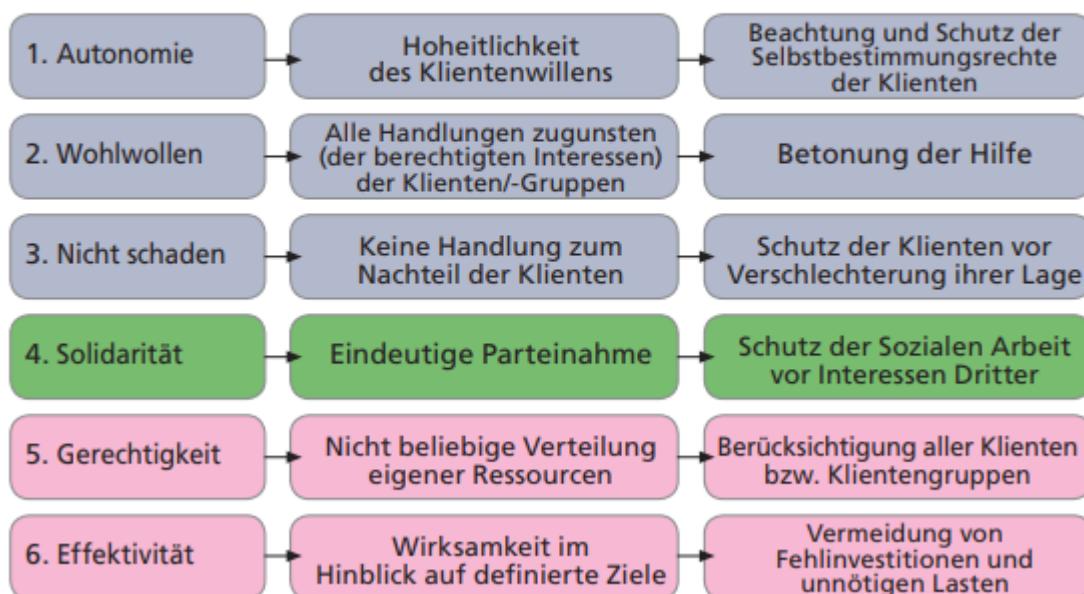 1. Autonomie
Hoheitlichkeit
des Klientenwillens
Beachtung und Schutz der
Selbstbestimmungsrechte
der Klienten
2. Wohlwollen
Alle Handlungen zugunsten
(der berechtigten Interessen)
der Klienten/-Gruppen
Betonung der Hilfe
3. Nicht schaden
Keine Handlung zum
Nachteil der Klienten
Schutz der Klienten vor
Verschlechterung ihrer Lage
4. Solidarität
Eindeutige Parteinahme
Schutz der Sozialen Arbeit
vor Interessen Dritter
5. Gerechtigkeit
Nicht beliebige Verteilung
eigener Ressourcen
Berücksichtigung aller Klienten
bzw. Klientengruppen
6. Effektivität
Wirksamkeit im
Hinblick auf definierte Ziele
Vermeidung von
Fehlinvestitionen und
unnötigen Lasten